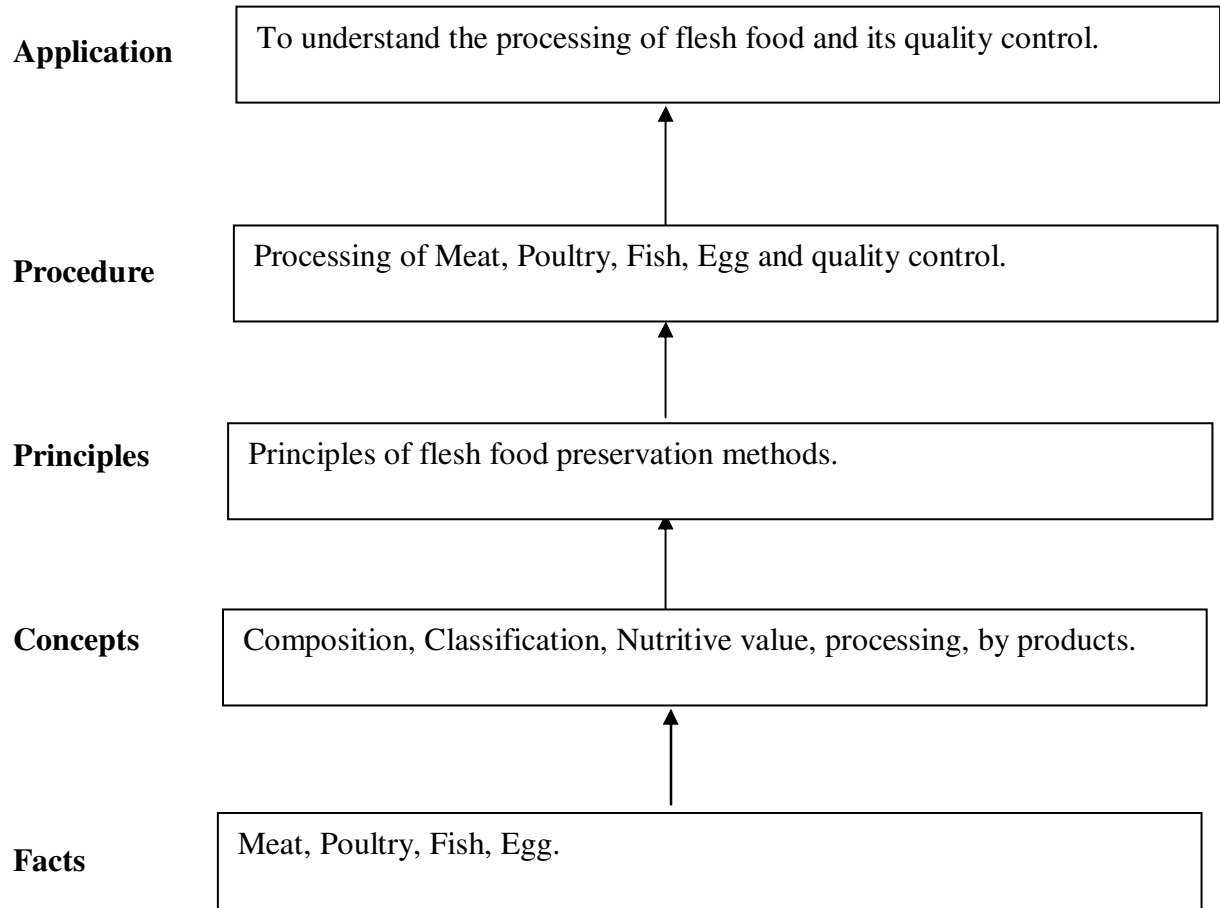 Application
To understand the processing of flesh food and its quality control.
Procedure
Processing of Meat, Poultry, Fish, Egg and quality control.
Principles
Principles of flesh food preservation methods.
Concepts
Composition, Classification, Nutritive value, processing, by products.
Facts
Meat, Poultry, Fish, Egg.